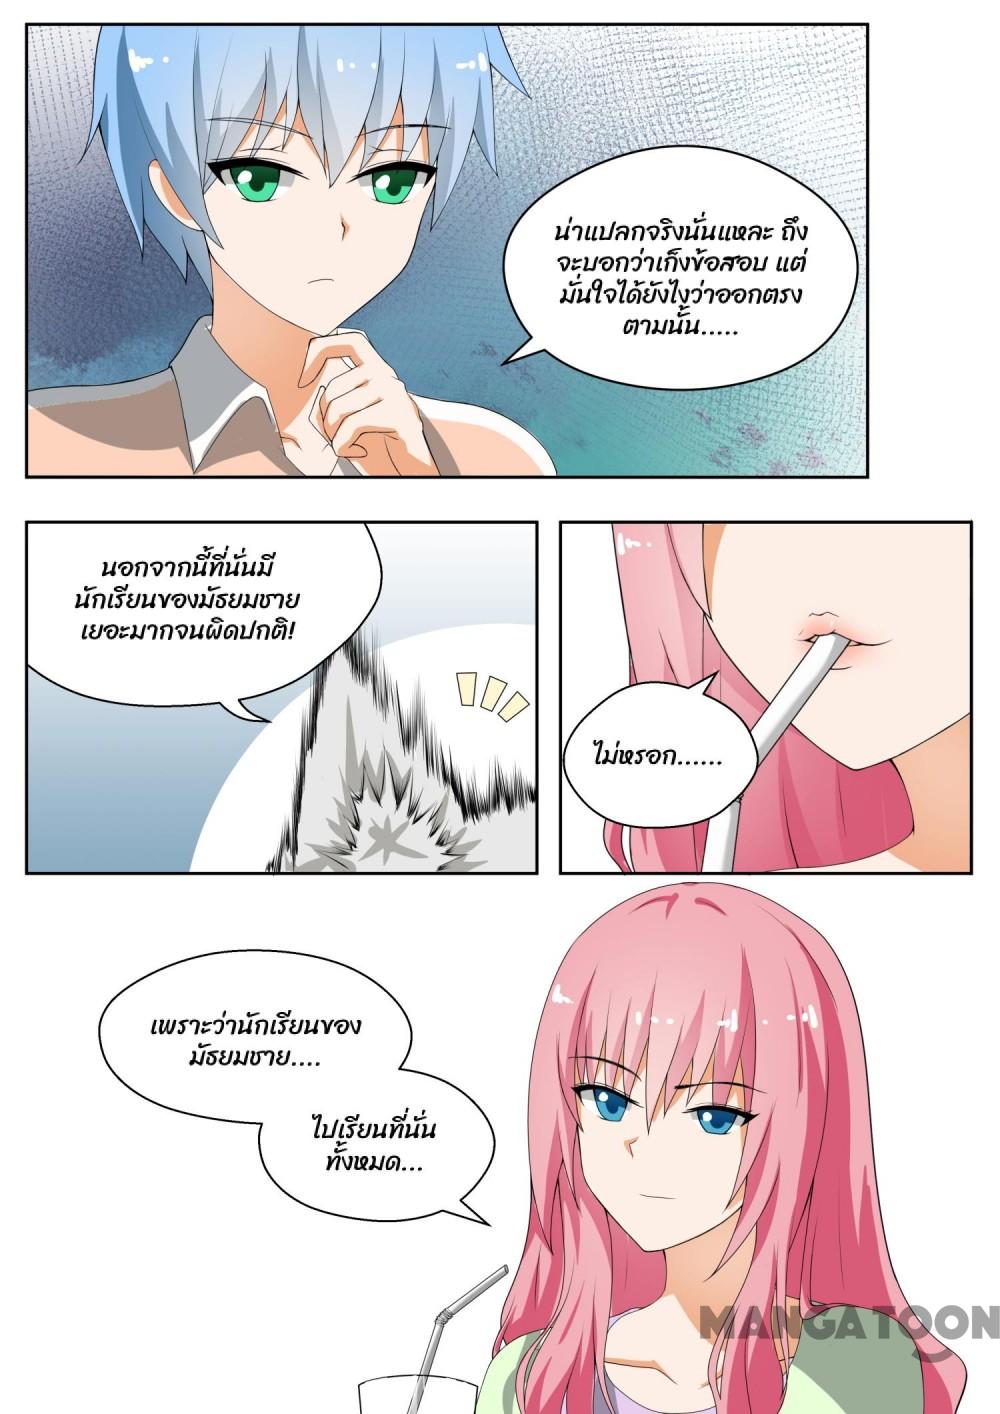 น่าแปลกจริงนั่นแหละ ถึง
จะบอกว่าเก็งข้อสอบ แต่
มั่นใจได้ยังไงว่าออกตรง
ตามนั้น.....
นอกจากนี้ที่นั่นมี
นักเรียนของมัธยมชาย
เยอะมากจนผิดปกติ!
ไม่หรอก......
เพราะว่านักเรียนของ
มัธยมชาย....
ไปเรียนที่นั่น
ทั้งหมด...
MANGATOON